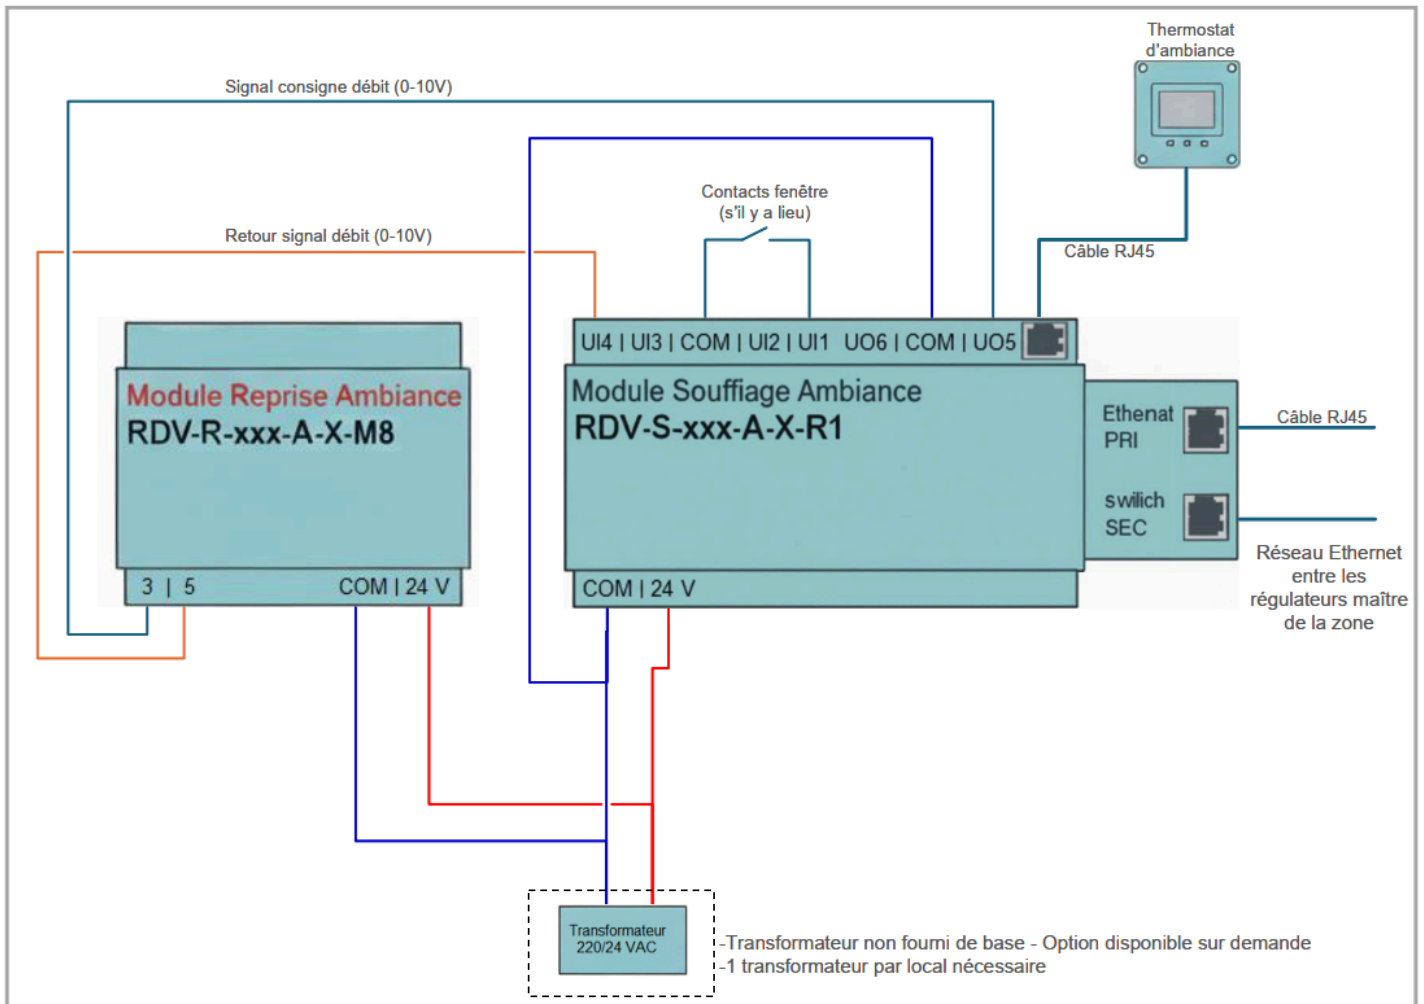 Thermostat
d'ambiance
Signal consigne débit (0-10V)
Contacts fenêtre
(s'il y a lieu)
Retour signal débit (0-10V)
Câble RJ45
UI4 | UI3 | COM | UI2 | UI1 UO6 | COM | UO5
Module Reprise Ambiance
RDV-R-xxx-A-X-M8
Module Souffiage Ambiance
RDV-S-xxx-A-X-R1
Ethenat
PRI
Câble RJ45
swilich
SEC
Réseau Ethernet
entre les
régulateurs maître
de la zone
3 | 5 COM | 24 V
COM | 24 V
Transformateur
220/24 VAC
-Transformateur non fourni de base - Option disponible sur demande
-1 transformateur par local nécessaire